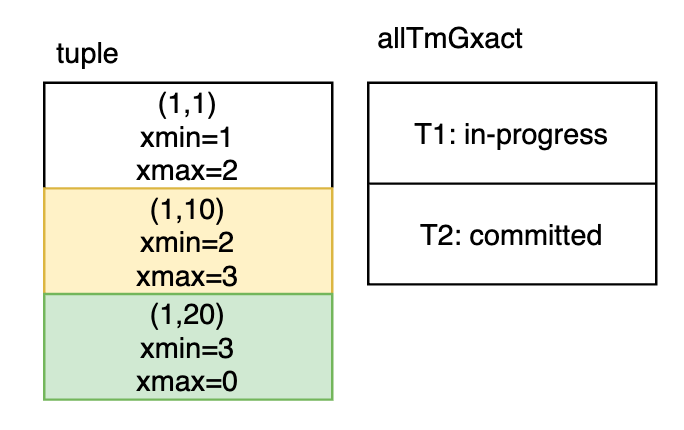 tuple
(1,1)
xmin=1
xmax=2
(1,10)
xmin=2
xmax=3
(1,20)
xmin=3
xmax=0
allTmGxact
T1: in-progress
T2: committed